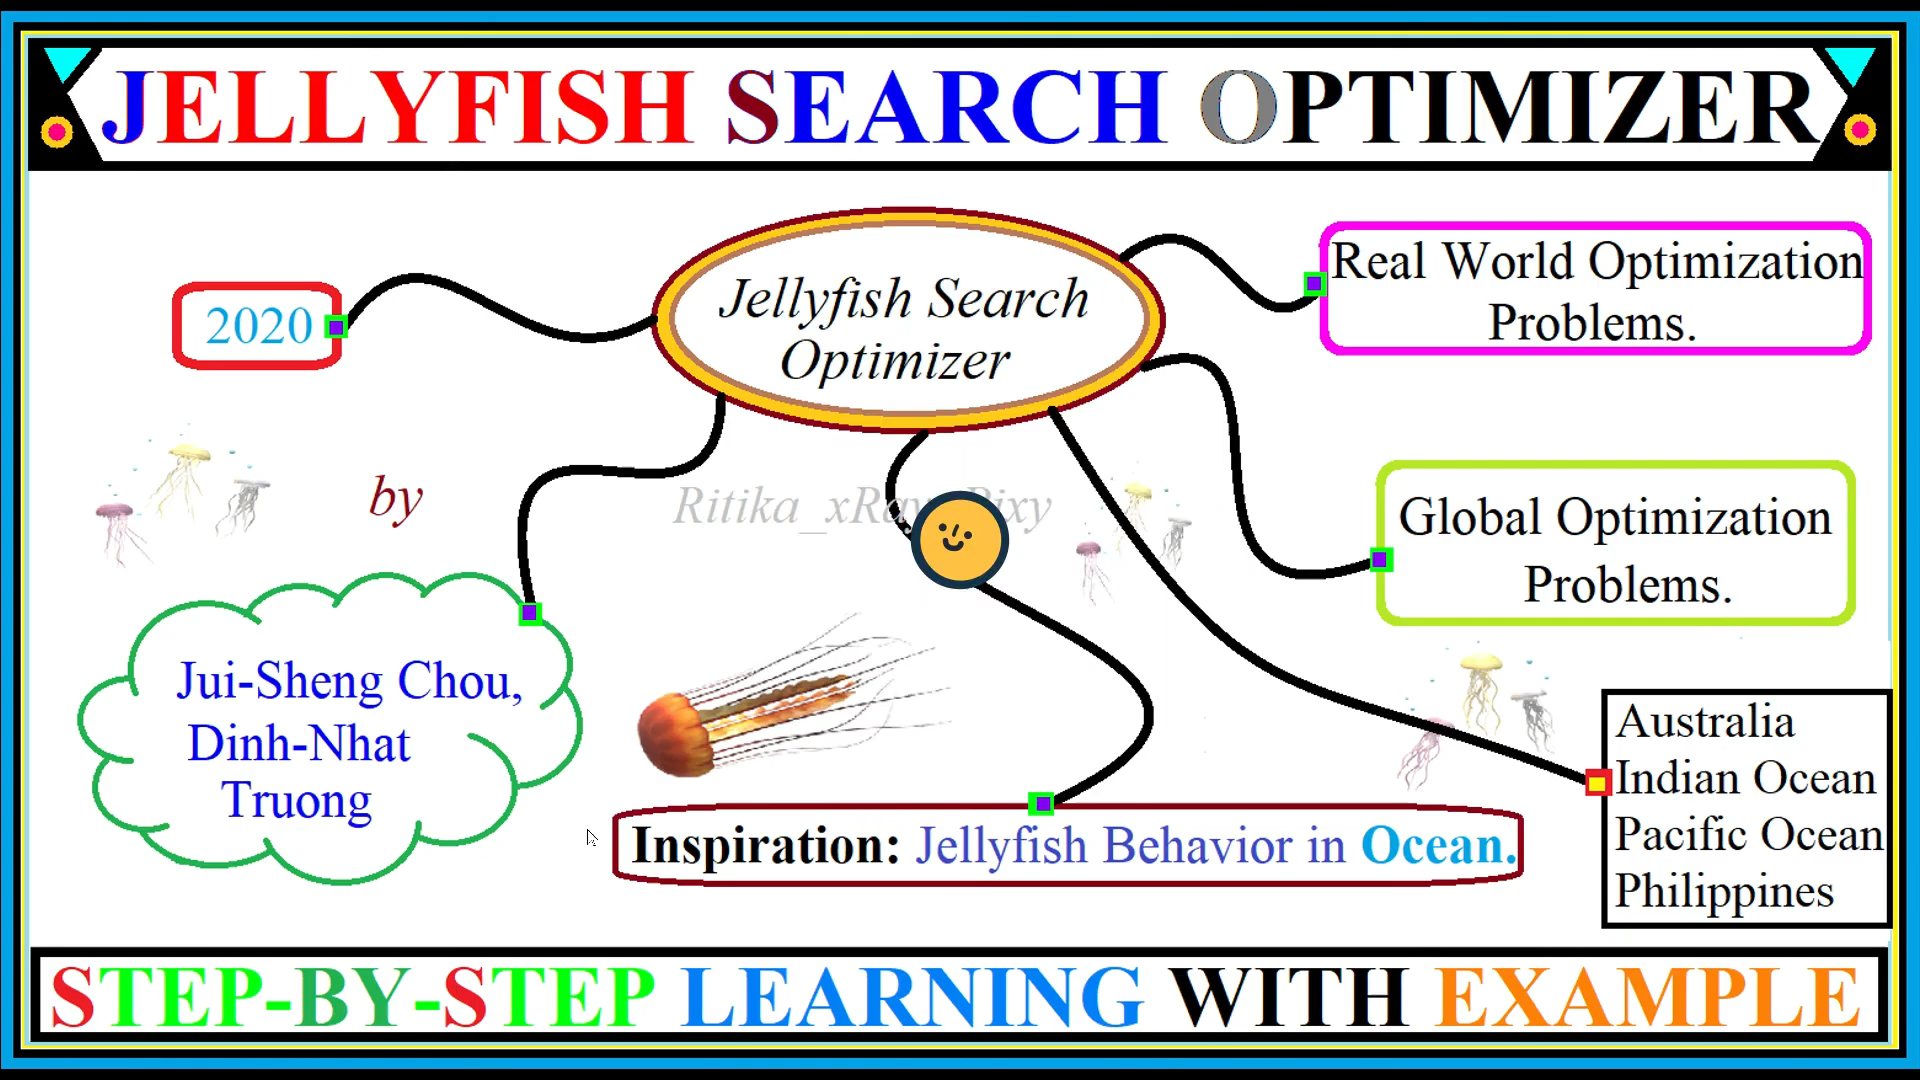 JELLYFISH SEARCH OPTIMIZER
Jellyfish Search
Optimizer
2020
by
Jui-Sheng Chou,
Dinh-Nhat
Truong
Real World Optimization
Problems.
Global Optimization
Problems.
Australia
Indian Ocean
Pacific Ocean
Philippines
Inspiration: Jellyfish Behavior in Ocean.
STEP-BY-STEP LEARNING WITH EXAMPLE